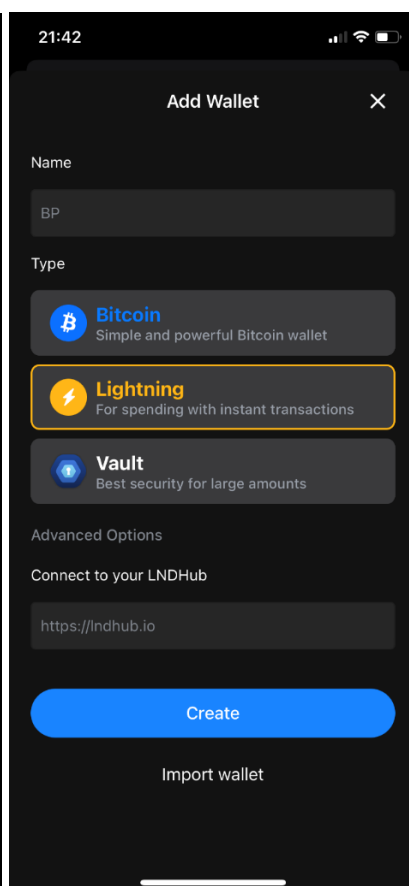 21:42
Add Wallet
Name
BP
Type
Bitcoin
Simple and powerful Bitcoin wallet
Lightning
For spending with instant transactions
Vault
Best security for large amounts
Advanced Options
Connect to your LNDHub
https://lndhub.io
Create
Import wallet